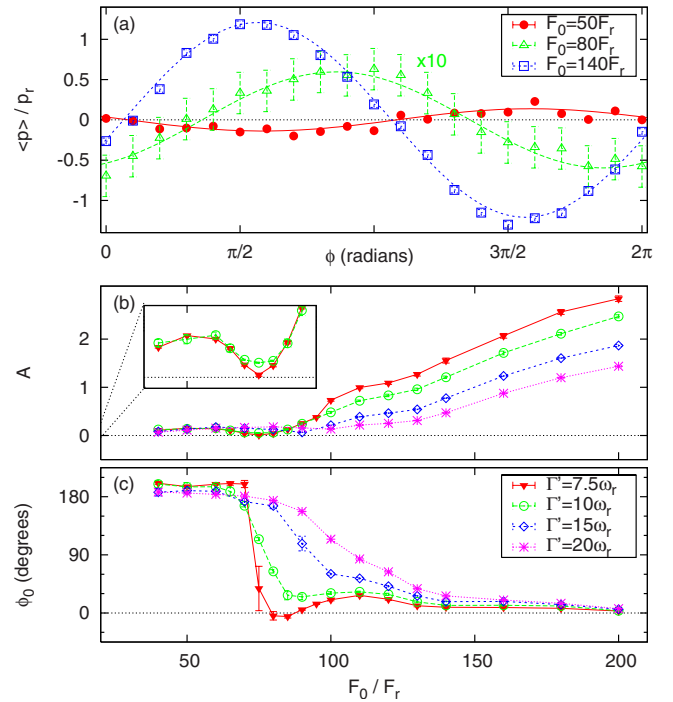 (a)
F₀=50Fᵣ
F₀=80Fᵣ
F₀=140Fᵣ
×10
<p> / pᵣ
1
0.5
0
-0.5
-1
0
π/2
ϕ (radians)
3π/2
2π
(b)
A
2
1
0
(c)
Γ'=7.5ωᵣ
Γ'=10ωᵣ
Γ'=15ωᵣ
Γ'=20ωᵣ
ϕ₀ (degrees)
180
90
0
50
100
150
200
F₀ / Fᵣ